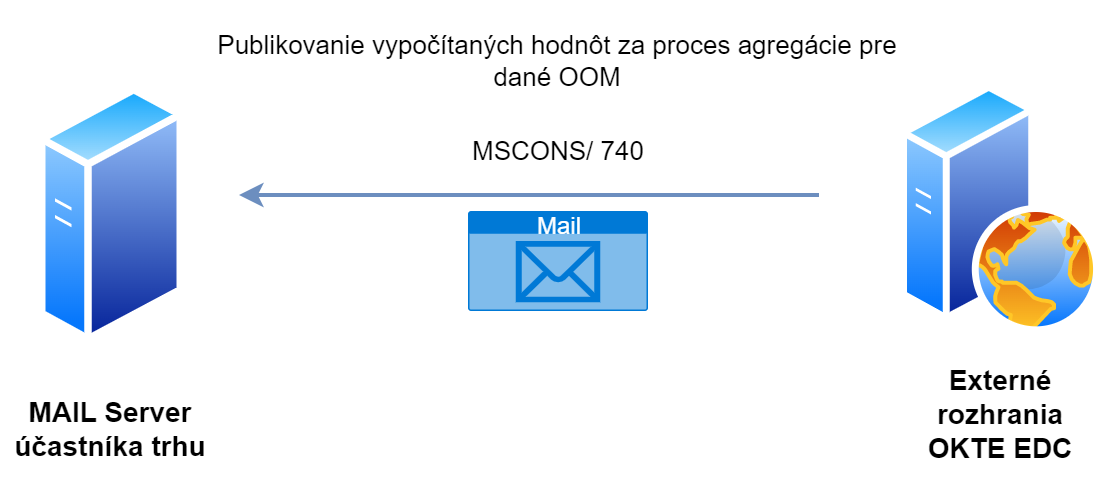 Publikovanie vypočítaných hodnôt za proces agregácie pre
dané OOM
MSCONS/ 740
Mail
MAIL Server
účastníka trhu
Externé
rozhrania
OKTE EDC